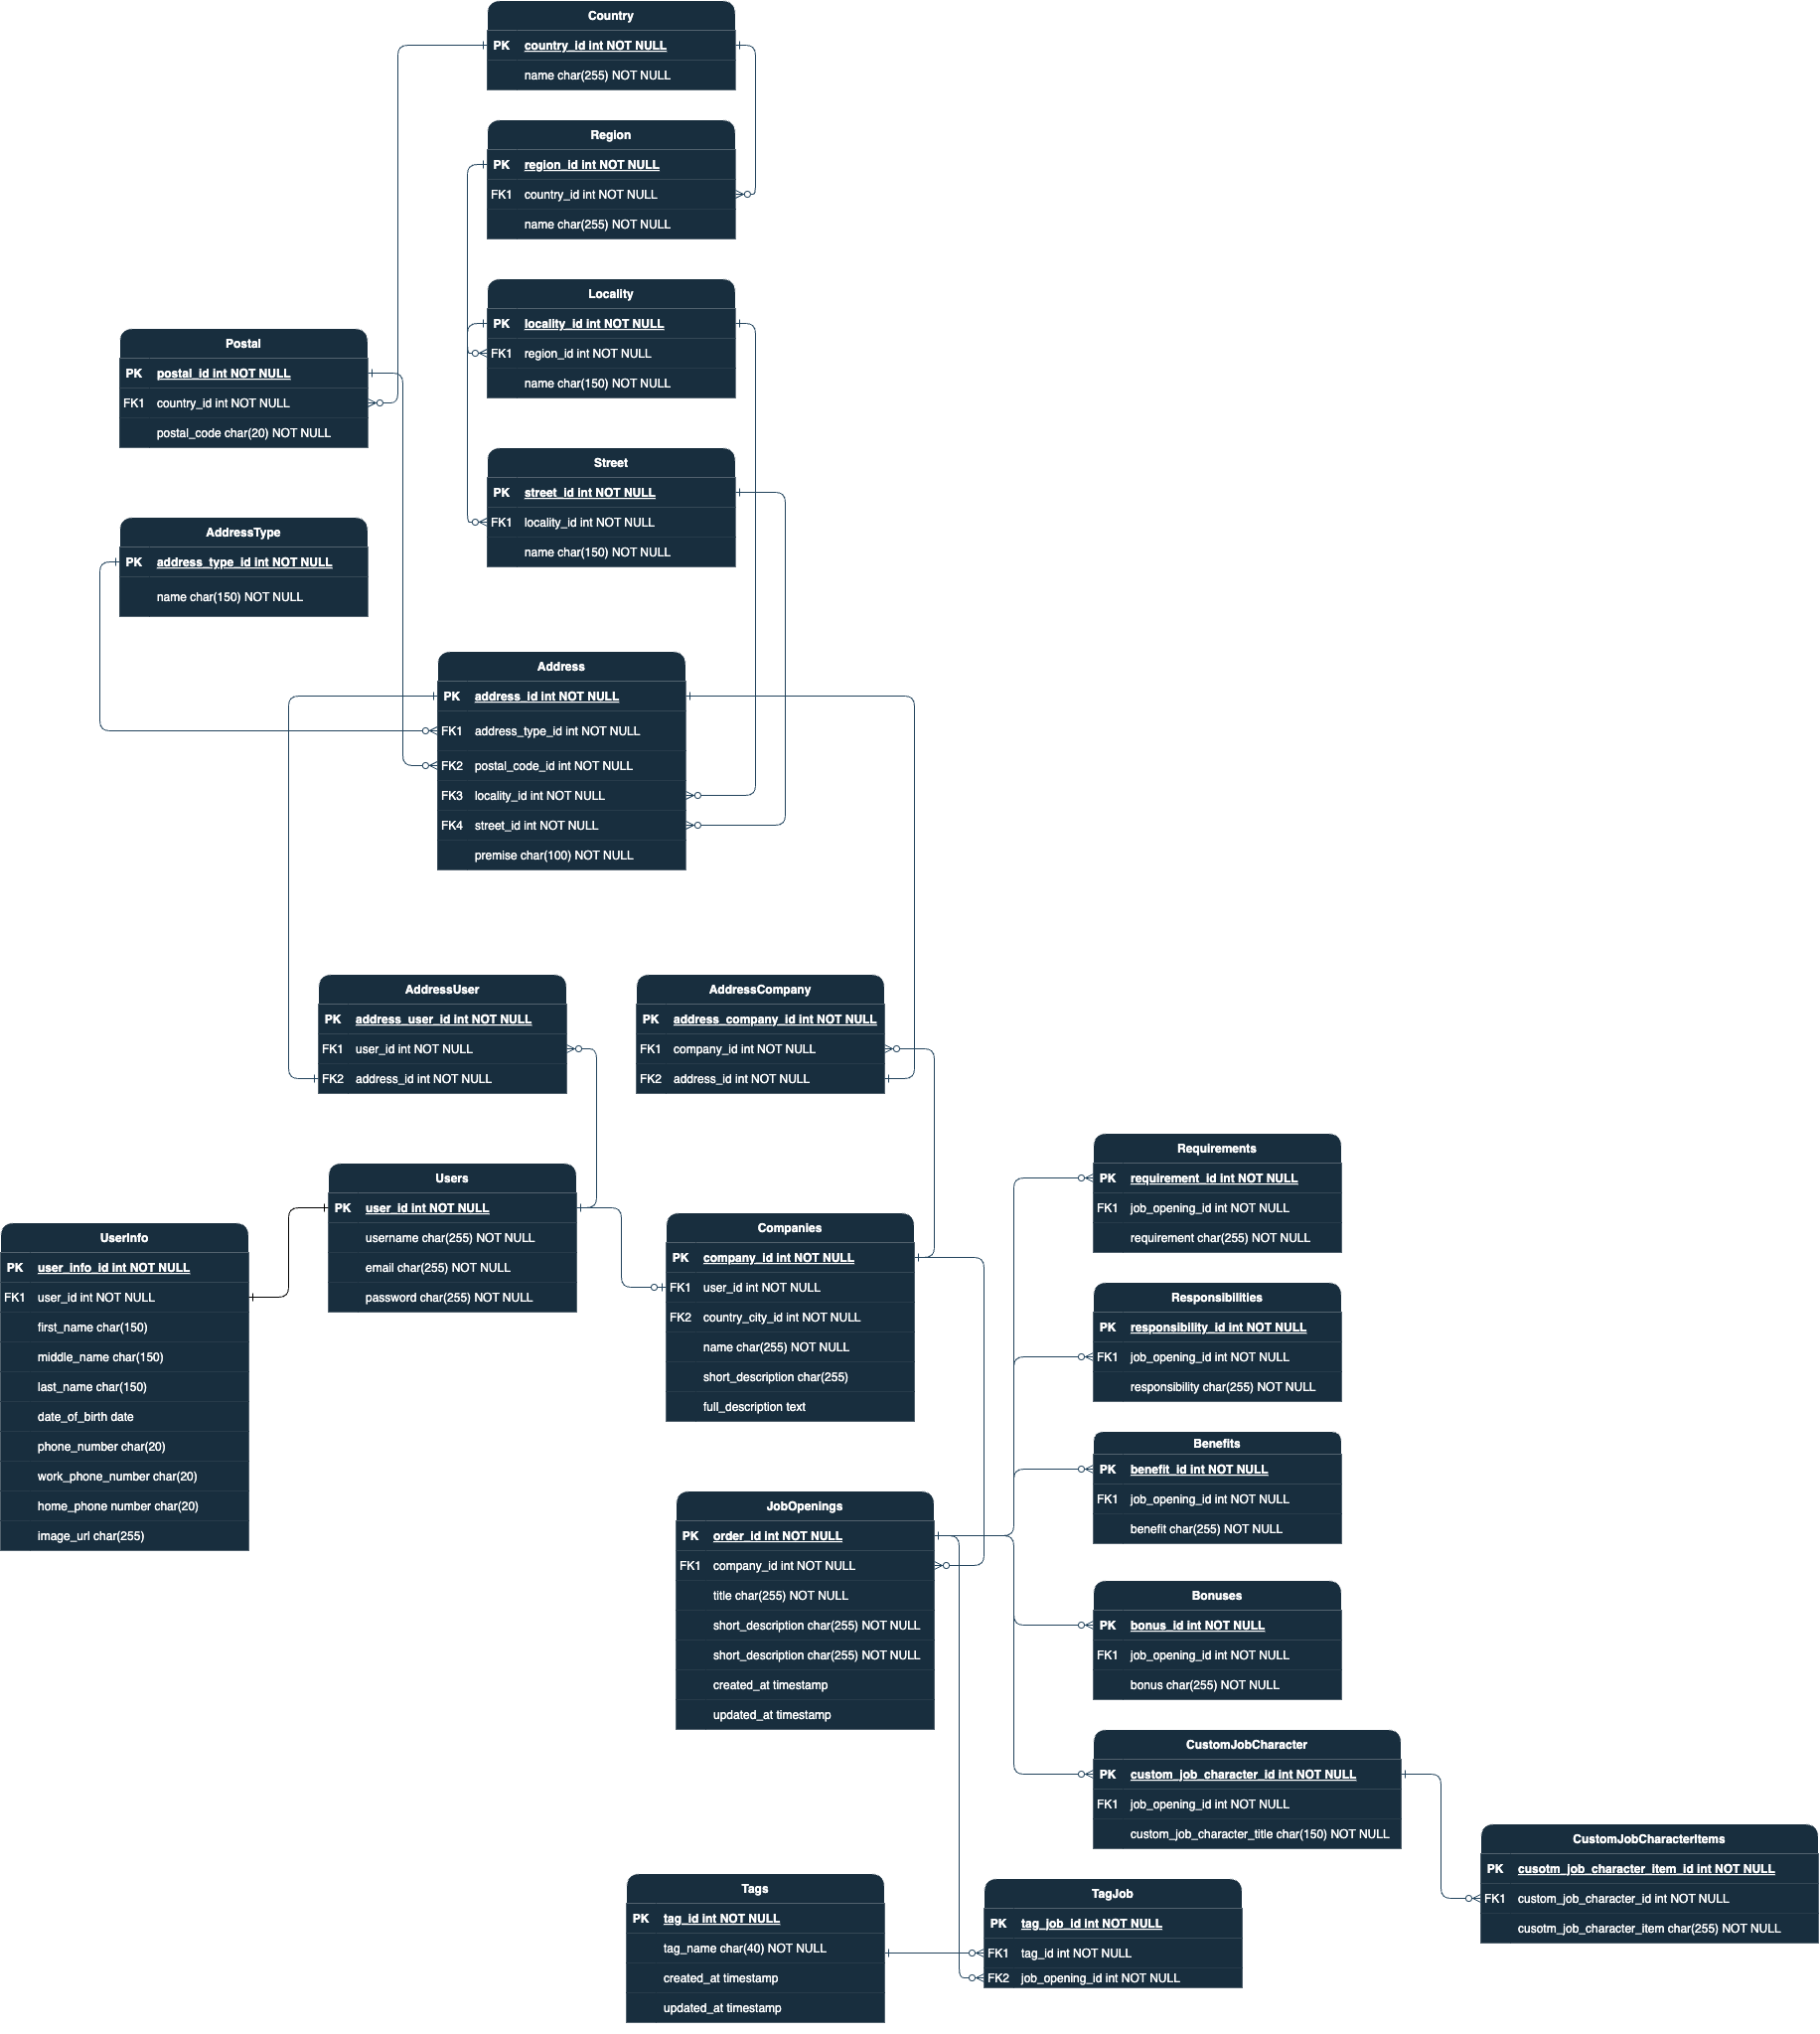 Country
PK country_id int NOT NULL
name char(255) NOT NULL
Region
PK region_id int NOT NULL
FK1 country_id int NOT NULL
name char(255) NOT NULL
Locality
PK locality_id int NOT NULL
FK1 region_id int NOT NULL
name char(150) NOT NULL
Postal
PK postal_id int NOT NULL
FK1 country_id int NOT NULL
postal_code char(20) NOT NULL
Street
PK street_id int NOT NULL
FK1 locality_id int NOT NULL
name char(150) NOT NULL
AddressType
PK address_type_id int NOT NULL
name char(150) NOT NULL
Address
PK address_id int NOT NULL
FK1 address_type_id int NOT NULL
FK2 postal_code_id int NOT NULL
FK3 locality_id int NOT NULL
FK4 street_id int NOT NULL
premise char(100) NOT NULL
AddressUser
PK address_user_id int NOT NULL
FK1 user_id int NOT NULL
FK2 address_id int NOT NULL
AddressCompany
PK address_company_id int NOT NULL
FK1 company_id int NOT NULL
FK2 address_id int NOT NULL
Users
PK user_id int NOT NULL
username char(255) NOT NULL
email char(255) NOT NULL
password char(255) NOT NULL
UserInfo
PK user_info_id int NOT NULL
FK1 user_id int NOT NULL
first_name char(150)
middle_name char(150)
last_name char(150)
date_of_birth date
phone_number char(20)
work_phone_number char(20)
home_phone number char(20)
image_url char(255)
Companies
PK company_id int NOT NULL
FK1 user_id int NOT NULL
FK2 country_city_id int NOT NULL
name char(255) NOT NULL
short_description char(255)
full_description text
Requirements
PK requirement_id int NOT NULL
FK1 job_opening_id int NOT NULL
requirement char(255) NOT NULL
Responsibilities
PK responsibility_id int NOT NULL
FK1 job_opening_id int NOT NULL
responsibility char(255) NOT NULL
Benefits
PK benefit_id int NOT NULL
FK1 job_opening_id int NOT NULL
benefit char(255) NOT NULL
JobOpenings
PK order_id int NOT NULL
FK1 company_id int NOT NULL
title char(255) NOT NULL
short_description char(255) NOT NULL
short_description char(255) NOT NULL
created_at timestamp
updated_at timestamp
Bonuses
PK bonus_id int NOT NULL
FK1 job_opening_id int NOT NULL
bonus char(255) NOT NULL
CustomJobCharacter
PK custom_job_character_id int NOT NULL
FK1 job_opening_id int NOT NULL
custom_job_character_title char(150) NOT NULL
CustomJobCharacterItems
PK cusotm_job_character_item_id int NOT NULL
FK1 custom_job_character_id int NOT NULL
cusotm_job_character_item char(255) NOT NULL
Tags
PK tag_id int NOT NULL
tag_name char(40) NOT NULL
created_at timestamp
updated_at timestamp
TagJob
PK tag_job_id int NOT NULL
FK1 tag_id int NOT NULL
FK2 job_opening_id int NOT NULL